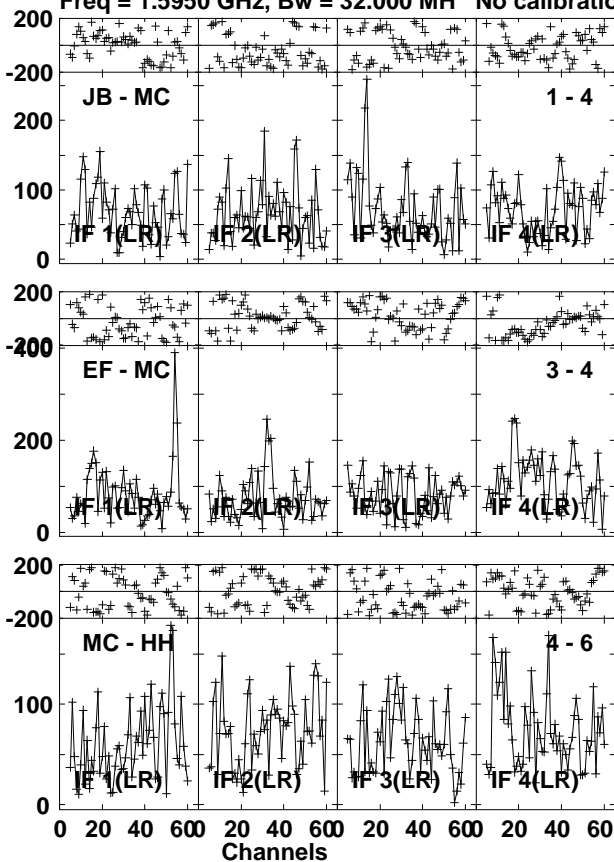 Freq = 1.5950 GHz, Bw = 32.000 MH No calibratio
200
-200
JB - MC 1 - 4
200
100
0
IF 1(LR) IF 2(LR) IF 3(LR) IF 4(LR)
200
-200
400
EF - MC 3 - 4
200
0
IF 1(LR) IF 2(LR) IF 3(LR) IF 4(LR)
200
-200
MC - HH 4 - 6
100
0
IF 1(LR) IF 2(LR) IF 3(LR) IF 4(LR)
0 20 40 60 0 20 40 60 0 20 40 60 0 20 40 60
Channels